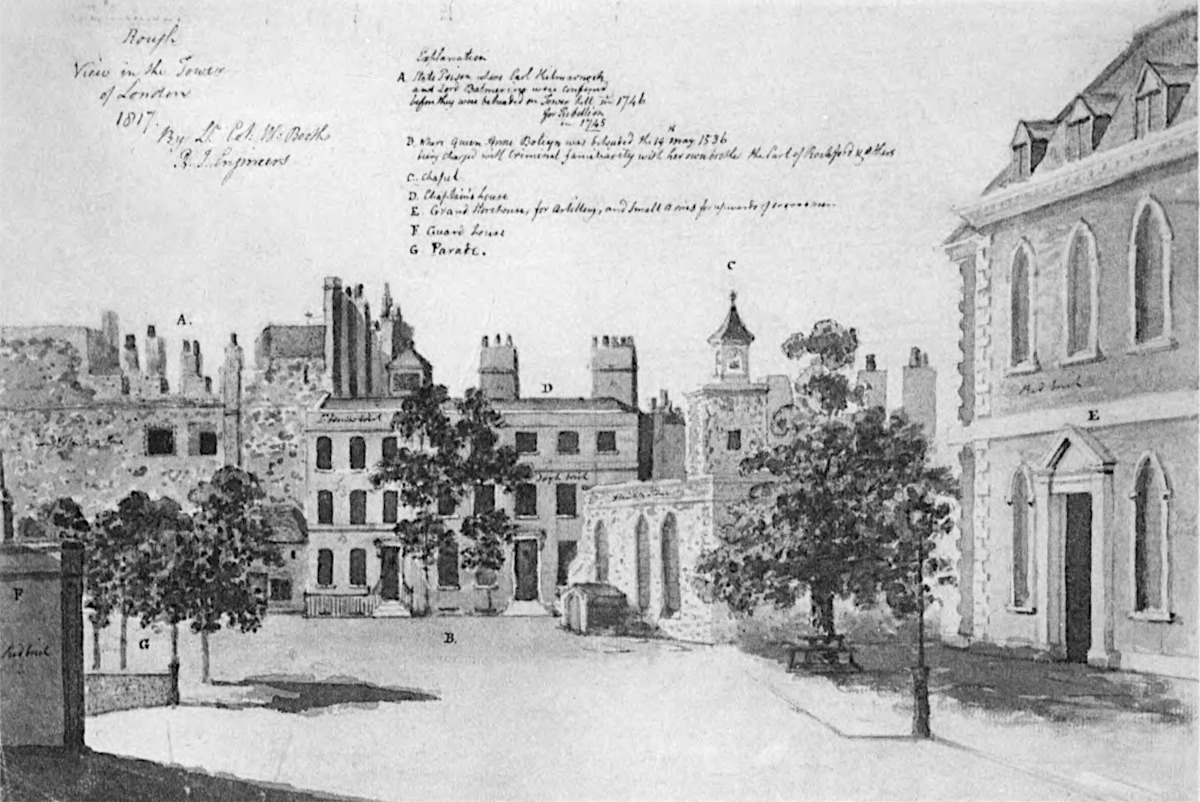 Rough
View in the Tower
of London
1817.
By Lt. Col. Wm. Booth
R. I. Engineers
Explanation
A. State Prison where Earl Kilmarnock
and Lord Balmerino were confined
before they were beheaded on Tower hill in 1746
for Rebellion
in 1745
B. Where Queen Anne Boleyn was beheaded the 19th May 1536
being charged with Criminal familiarity with her own brother the Earl of Rochford & others
C. Chapel
D. Chaplain's house
E. Grand Storehouse, for Artillery, and Small Arms for upwards of men
F. Guard house
G. Parade.
C
A.
D
E
Red brick
F
Red brick
G
B.